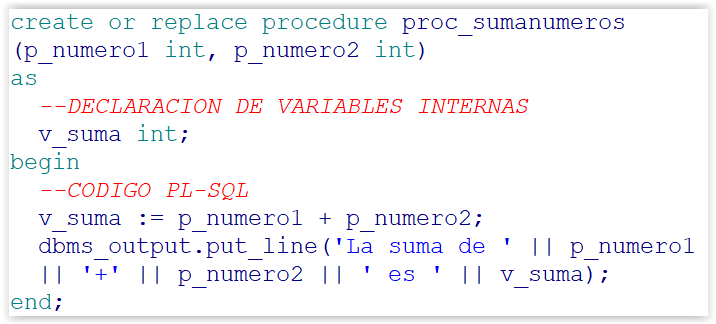 create or replace procedure proc_sumanumeros
(p_numero1 int, p_numero2 int)
as
--DECLARACION DE VARIABLES INTERNAS
v_suma int;
begin
--CODIGO PL-SQL
v_suma := p_numero1 + p_numero2;
dbms_output.put_line('La suma de ' || p_numero1
|| '+' || p_numero2 || ' es ' || v_suma);
end;